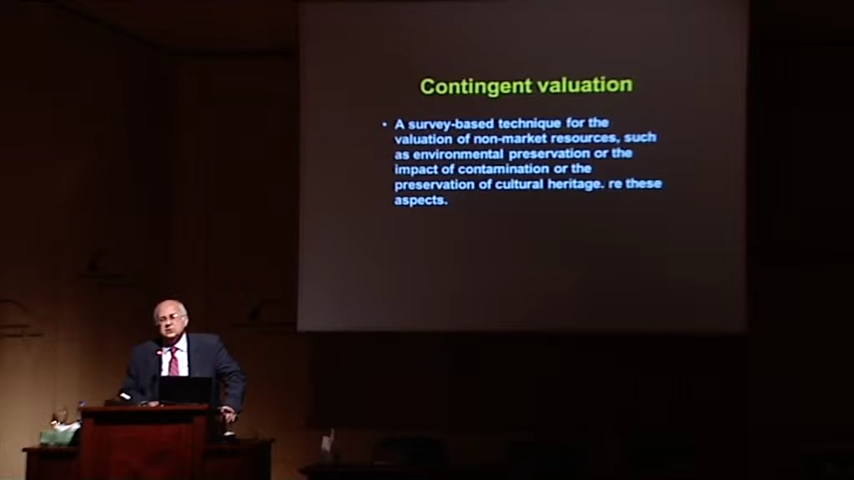 Contingent valuation
• A survey-based technique for the
valuation of non-market resources, such
as environmental preservation or the
impact of contamination or the
preservation of cultural heritage. re these
aspects.